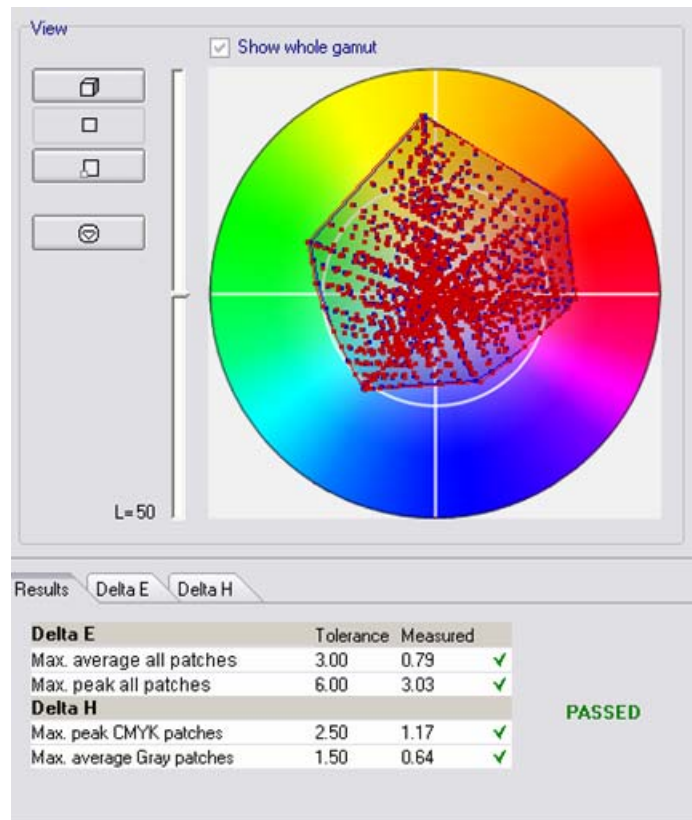 View
Show whole gamut
L= 50
Results Delta E Delta H
Delta E Tolerance Measured
Max. average all patches 3.00 0.79
Max. peak all patches 6.00 3.03
Delta H
Max. peak CMYK patches 2.50 1.17
Max. average Gray patches 1.50 0.64
PASSED